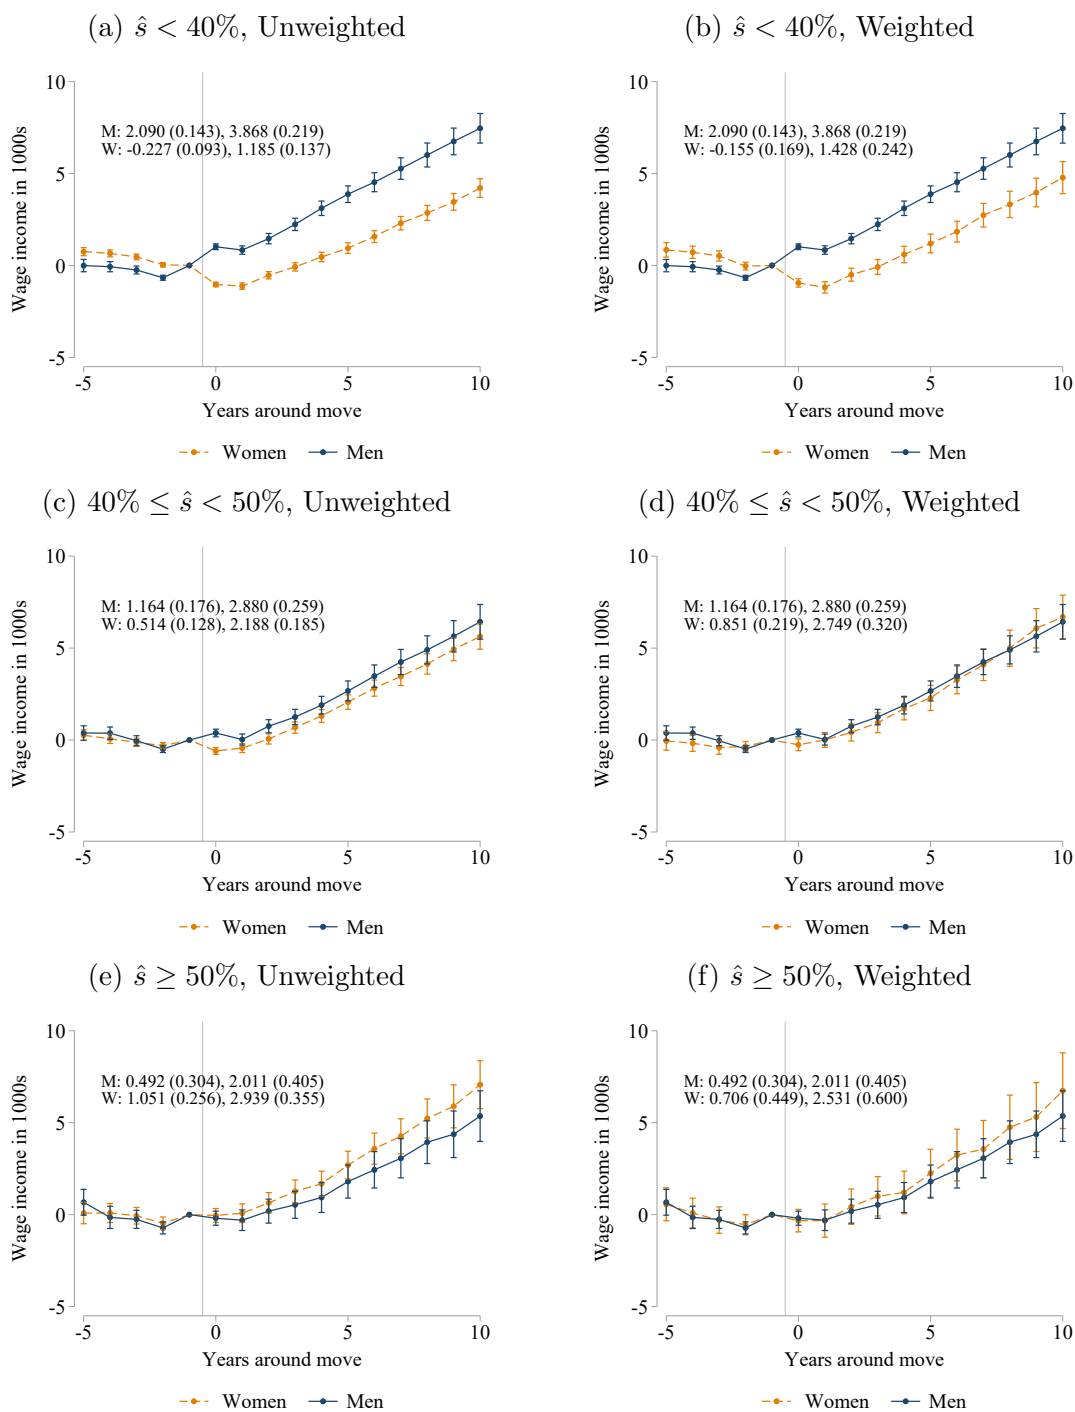 (a) ŝ < 40%, Unweighted
10
5
0
-5
Wage income in 1000s
M: 2.090 (0.143), 3.868 (0.219)
W: -0.227 (0.093), 1.185 (0.137)
-5 0 5 10
Years around move
Women Men
(b) ŝ < 40%, Weighted
10
5
0
-5
Wage income in 1000s
M: 2.090 (0.143), 3.868 (0.219)
W: -0.155 (0.169), 1.428 (0.242)
-5 0 5 10
Years around move
Women Men
(c) 40% ≤ ŝ < 50%, Unweighted
10
5
0
-5
Wage income in 1000s
M: 1.164 (0.176), 2.880 (0.259)
W: 0.514 (0.128), 2.188 (0.185)
-5 0 5 10
Years around move
Women Men
(d) 40% ≤ ŝ < 50%, Weighted
10
5
0
-5
Wage income in 1000s
M: 1.164 (0.176), 2.880 (0.259)
W: 0.851 (0.219), 2.749 (0.320)
-5 0 5 10
Years around move
Women Men
(e) ŝ ≥ 50%, Unweighted
10
5
0
-5
Wage income in 1000s
M: 0.492 (0.304), 2.011 (0.405)
W: 1.051 (0.256), 2.939 (0.355)
-5 0 5 10
Years around move
Women Men
(f) ŝ ≥ 50%, Weighted
10
5
0
-5
Wage income in 1000s
M: 0.492 (0.304), 2.011 (0.405)
W: 0.706 (0.449), 2.531 (0.600)
-5 0 5 10
Years around move
Women Men